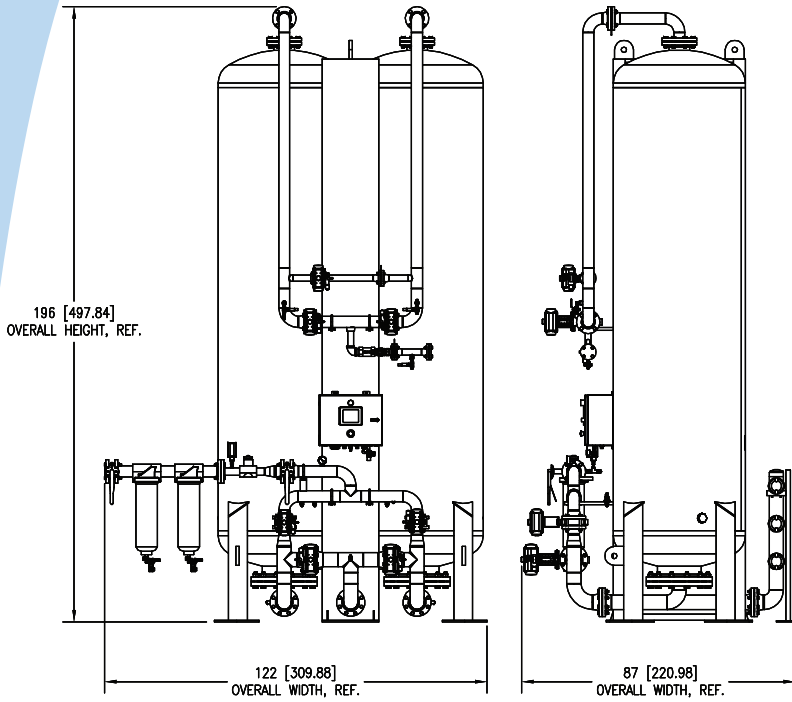 196 [497.84]
OVERALL HEIGHT, REF.
122 [309.88]
OVERALL WIDTH, REF.
87 [220.98]
OVERALL WIDTH, REF.